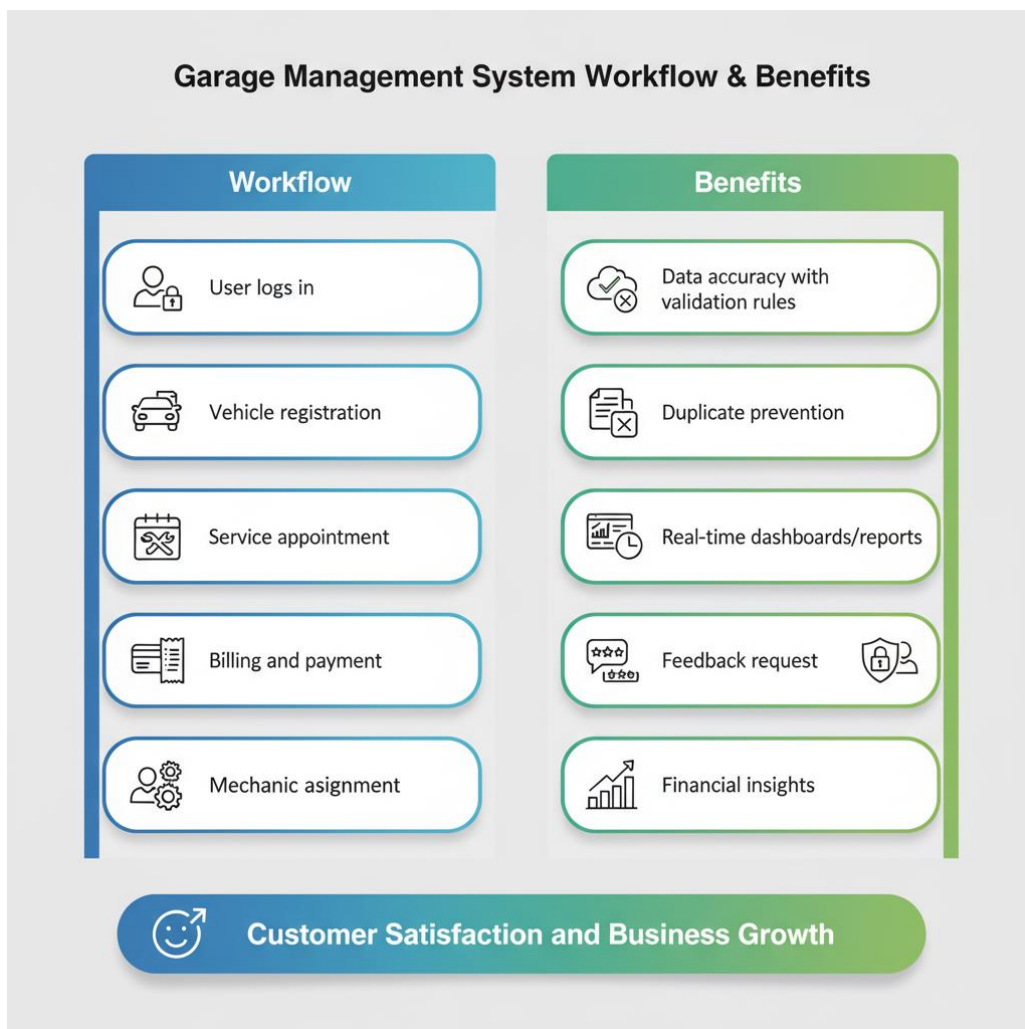 Garage Management System Workflow & Benefits
Workflow
User logs in
Vehicle registration
Service appointment
Billing and payment
Mechanic asignment
Benefits
Data accuracy with
validation rules
Duplicate prevention
Real-time dashboards/reports
Feedback request
Financial insights
Customer Satisfaction and Business Growth